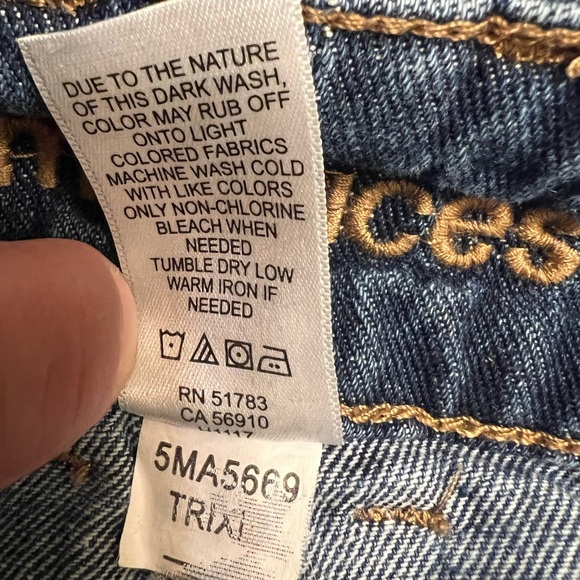 DUE TO THE NATURE
OF THIS DARK WASH,
COLOR MAY RUB OFF
ONTO LIGHT
COLORED FABRICS
MACHINE WASH COLD
WITH LIKE COLORS
ONLY NON-CHLORINE
BLEACH WHEN
NEEDED
TUMBLE DRY LOW
WARM IRON IF
NEEDED
RN 51783
CA 56910
5MA5669
TRIXI